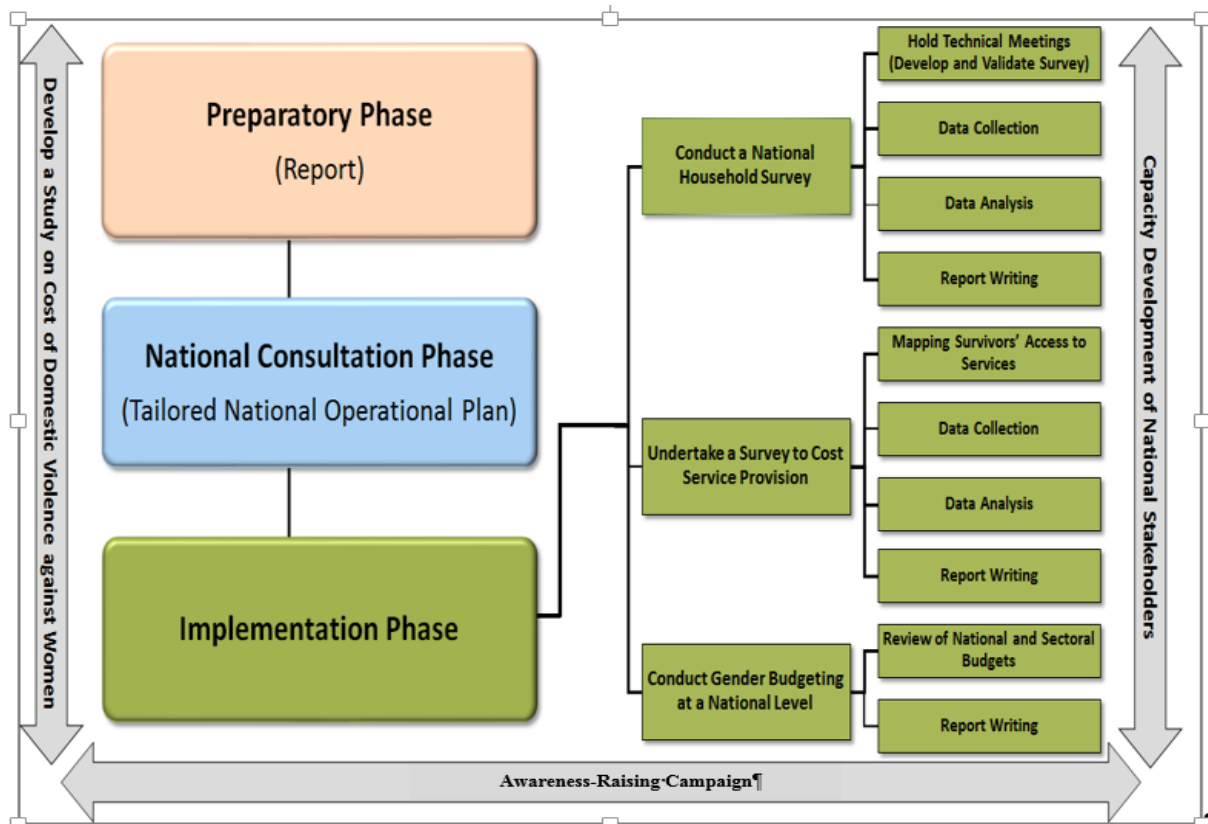 Develop a Study on Cost of Domestic Violence against Women
Preparatory Phase
(Report)
National Consultation Phase
(Tailored National Operational Plan)
Implementation Phase
Conduct a National
Household Survey
Hold Technical Meetings
(Develop and Validate Survey)
Data Collection
Data Analysis
Report Writing
Undertake a Survey to Cost
Service Provision
Mapping Survivors’ Access to
Services
Data Collection
Data Analysis
Report Writing
Conduct Gender Budgeting
at a National Level
Review of National and Sectoral
Budgets
Report Writing
Capacity Development of National Stakeholders
Awareness-Raising·Campaign¶